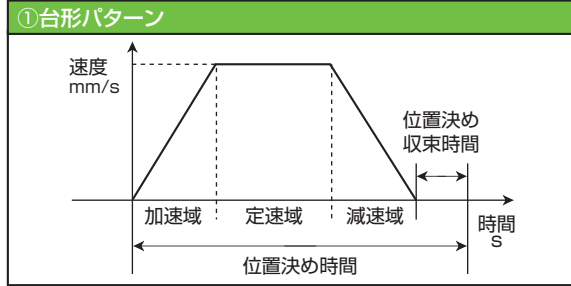 ①台形パターン
速度
mm/s
位置決め
収束時間
加速域
定速域
減速域
時間
s
位置決め時間